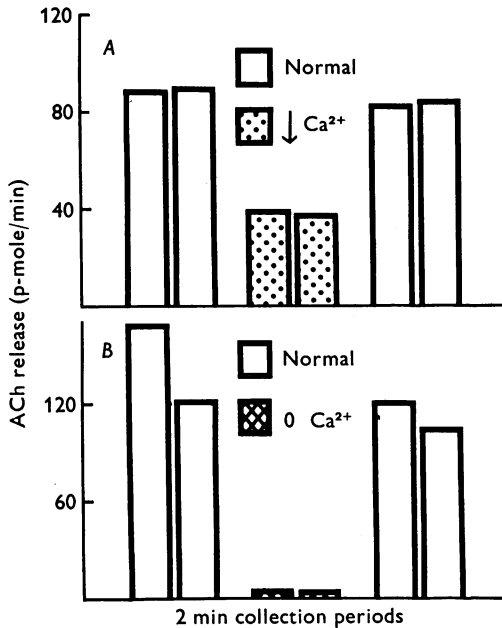 120
A
Normal
80
↓ Ca²⁺
40
ACh release (p-mole/min)
B
Normal
120
0 Ca²⁺
60
2 min collection periods